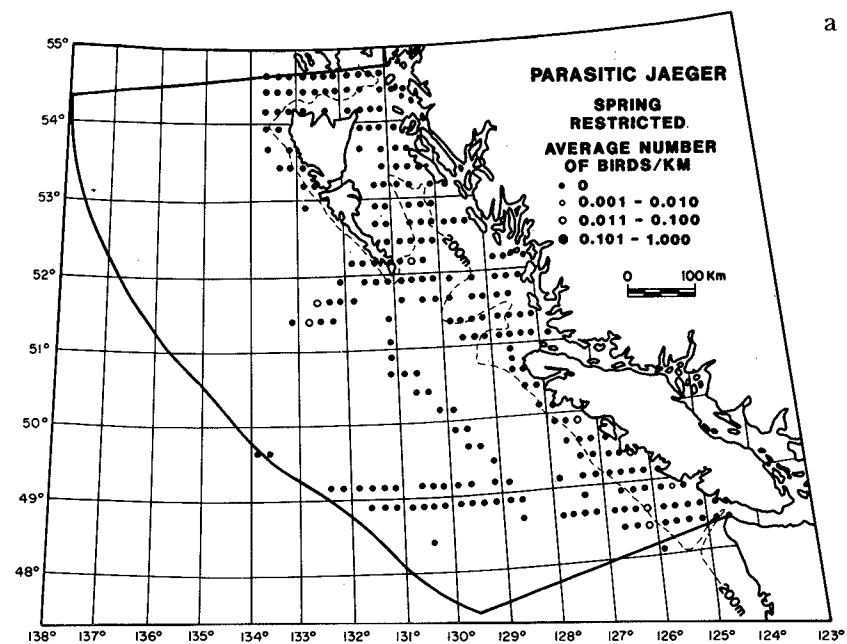 a
55°
54°
53°
52°
51°
50°
49°
48°
PARASITIC JAEGER
SPRING
RESTRICTED
AVERAGE NUMBER
OF BIRDS/KM
0
0.001 - 0.010
0.011 - 0.100
0.101 - 1.000
0 100 Km
200m
200m
138° 137° 136° 135° 134° 133° 132° 131° 130° 129° 128° 127° 126° 125° 124° 123°